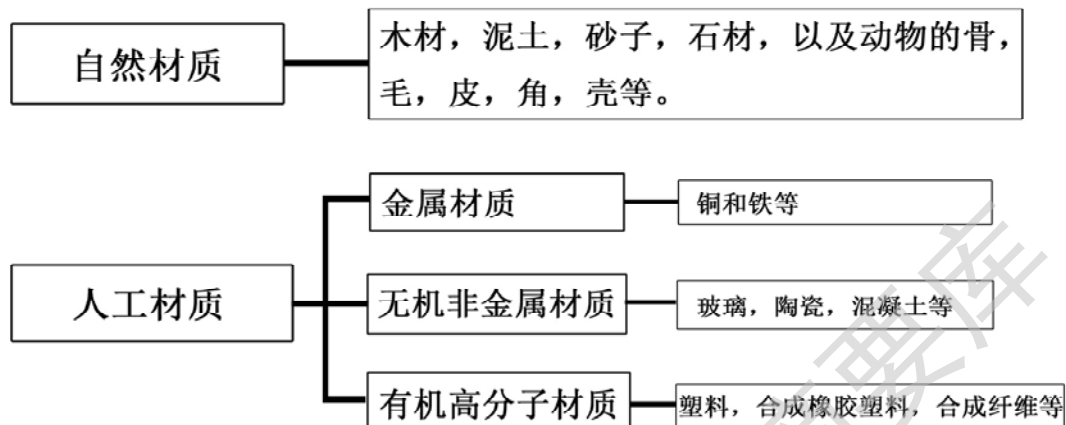 自然材质
木材，泥土，砂子，石材，以及动物的骨，
毛，皮，角，壳等。
人工材质
金属材质
铜和铁等
无机非金属材质
玻璃，陶瓷，混凝土等
有机高分子材质
塑料，合成橡胶塑料，合成纤维等
要库